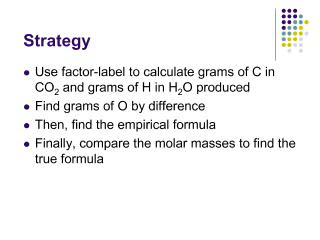 Strategy
Use factor-label to calculate grams of C in
CO₂ and grams of H in H₂O produced
Find grams of O by difference
Then, find the empirical formula
Finally, compare the molar masses to find the
true formula